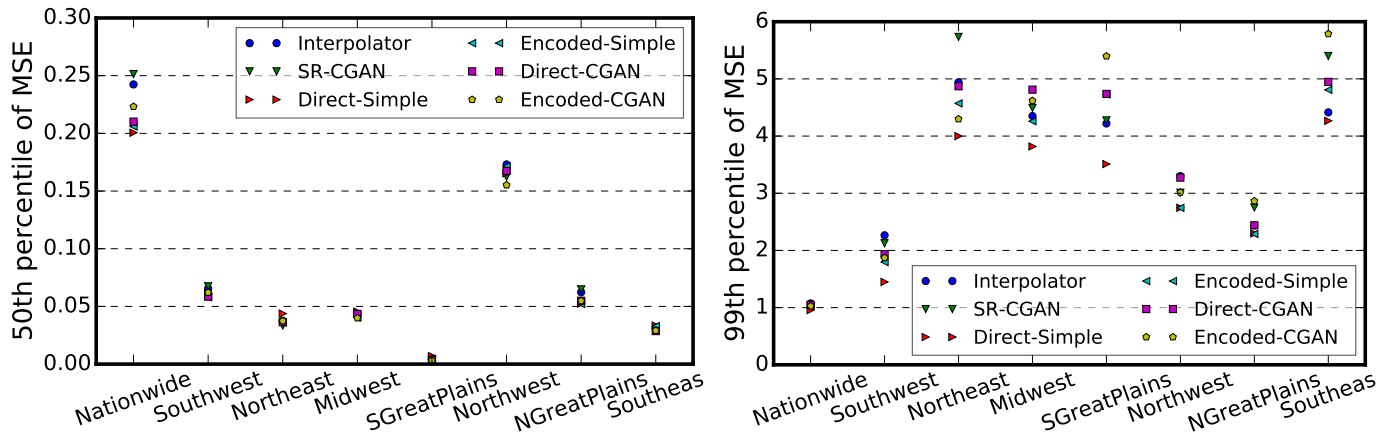 50th percentile of MSE
0.30
0.25
0.20
0.15
0.10
0.05
0.00
Interpolator
SR-CGAN
Direct-Simple
Encoded-Simple
Direct-CGAN
Encoded-CGAN
Nationwide
Southwest
Northeast
Midwest
SGreatPlains
Northwest
NGreatPlains
Southeas
99th percentile of MSE
6
5
4
3
2
1
0
Interpolator
SR-CGAN
Direct-Simple
Encoded-Simple
Direct-CGAN
Encoded-CGAN
Nationwide
Southwest
Northeast
Midwest
SGreatPlains
Northwest
NGreatPlains
Southeas